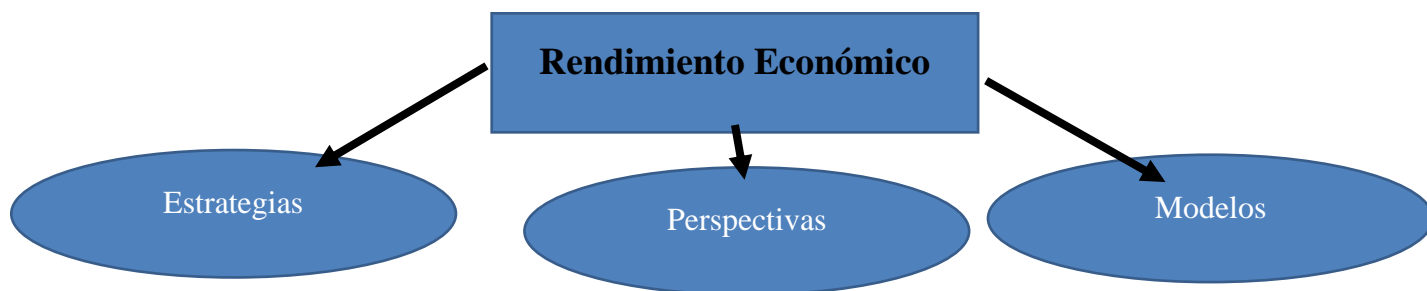 Rendimiento Económico
Estrategias
Perspectivas
Modelos